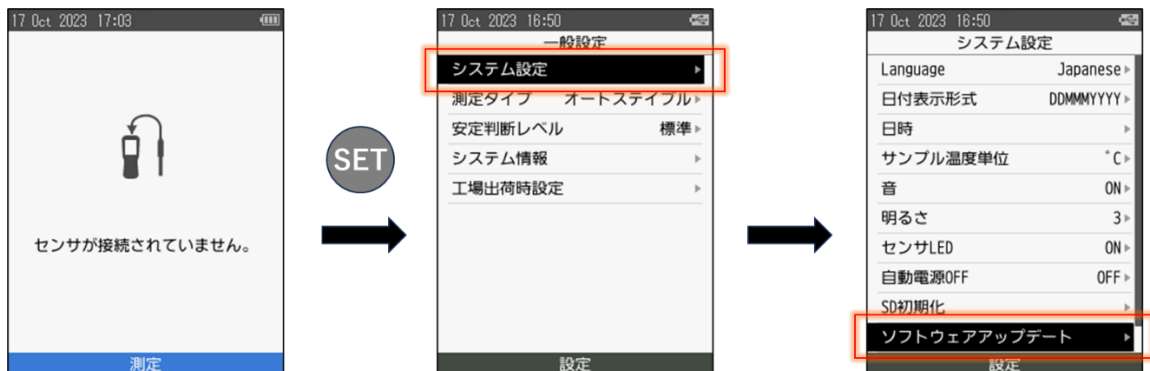 17 Oct 2023 17:03
センサが接続されていません。
測定
SET
17 Oct 2023 16:50
一般設定
システム設定
測定タイプ オートステイブル
安定判断レベル 標準
システム情報
工場出荷時設定
設定
17 Oct 2023 16:50
システム設定
Language Japanese
日付表示形式 DDMMMYYYY
日時
サンプル温度単位 ℃
音 ON
明るさ 3
センサLED ON
自動電源OFF OFF
SD初期化
ソフトウェアアップデート
設定